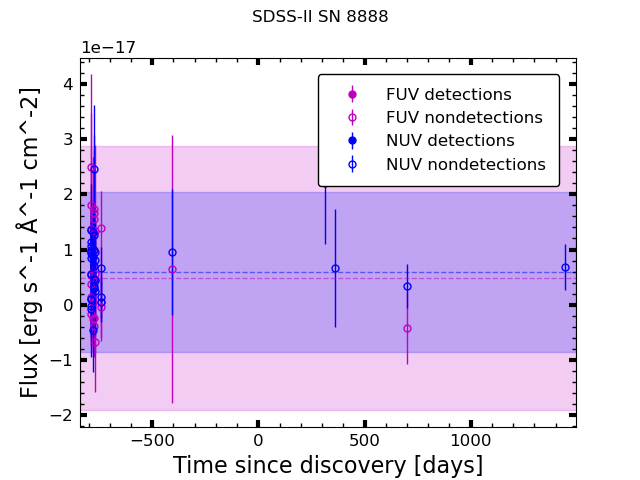 SDSS-II SN 8888
1e−17
FUV detections
FUV nondetections
NUV detections
NUV nondetections
4
3
2
1
0
−1
−2
Flux [erg s^-1 Å^-1 cm^-2]
−500 0 500 1000
Time since discovery [days]